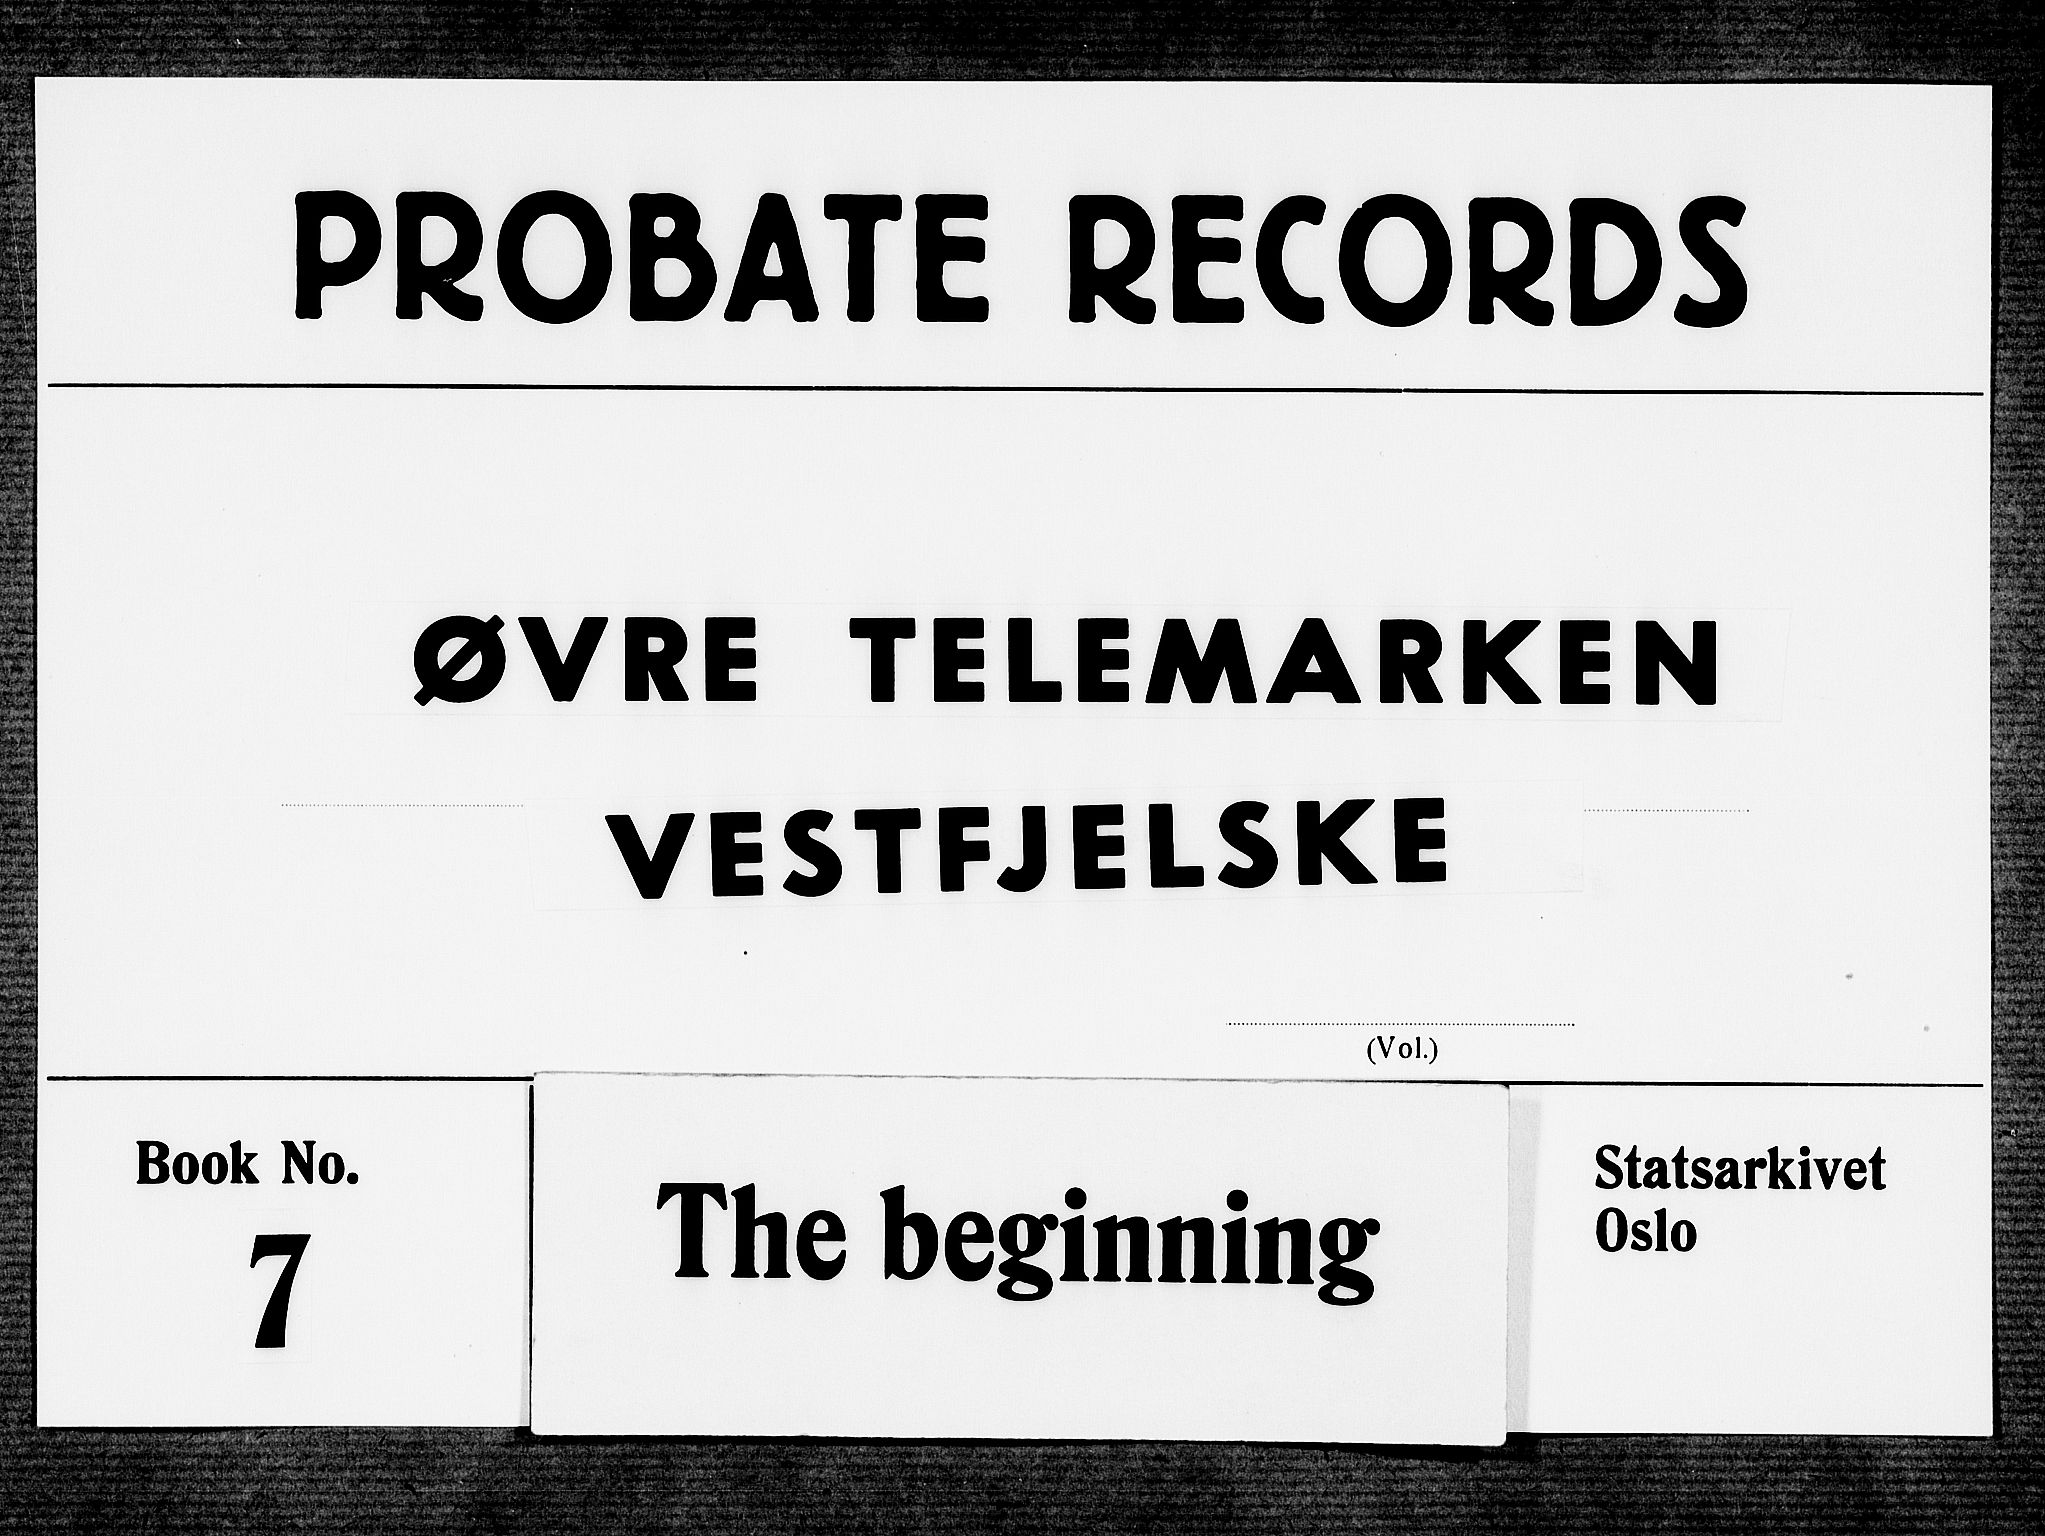 PROBATE RECORDS
ØVRE TELEMARKEN
VESTFJELSKE
(Vol.)
Book No.
7
The beginning
Statsarkivet
Oslo